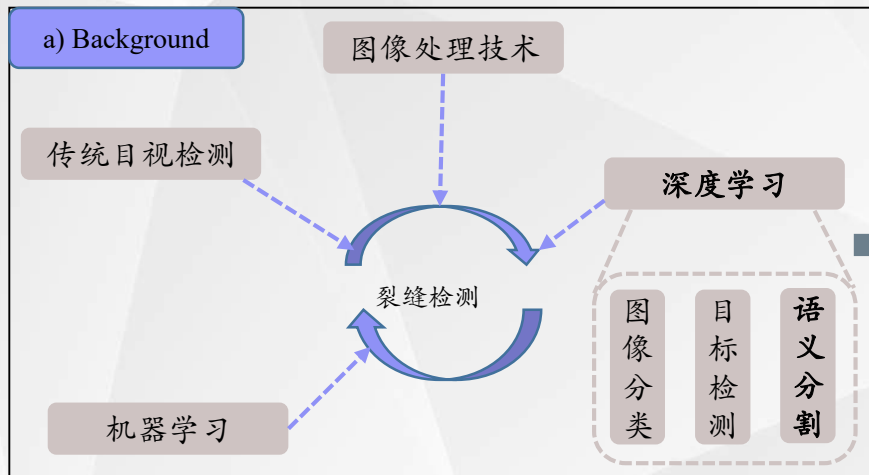 a) Background
图像处理技术
传统目视检测
深度学习
裂缝检测
图像分类
目标检测
语义分割
机器学习